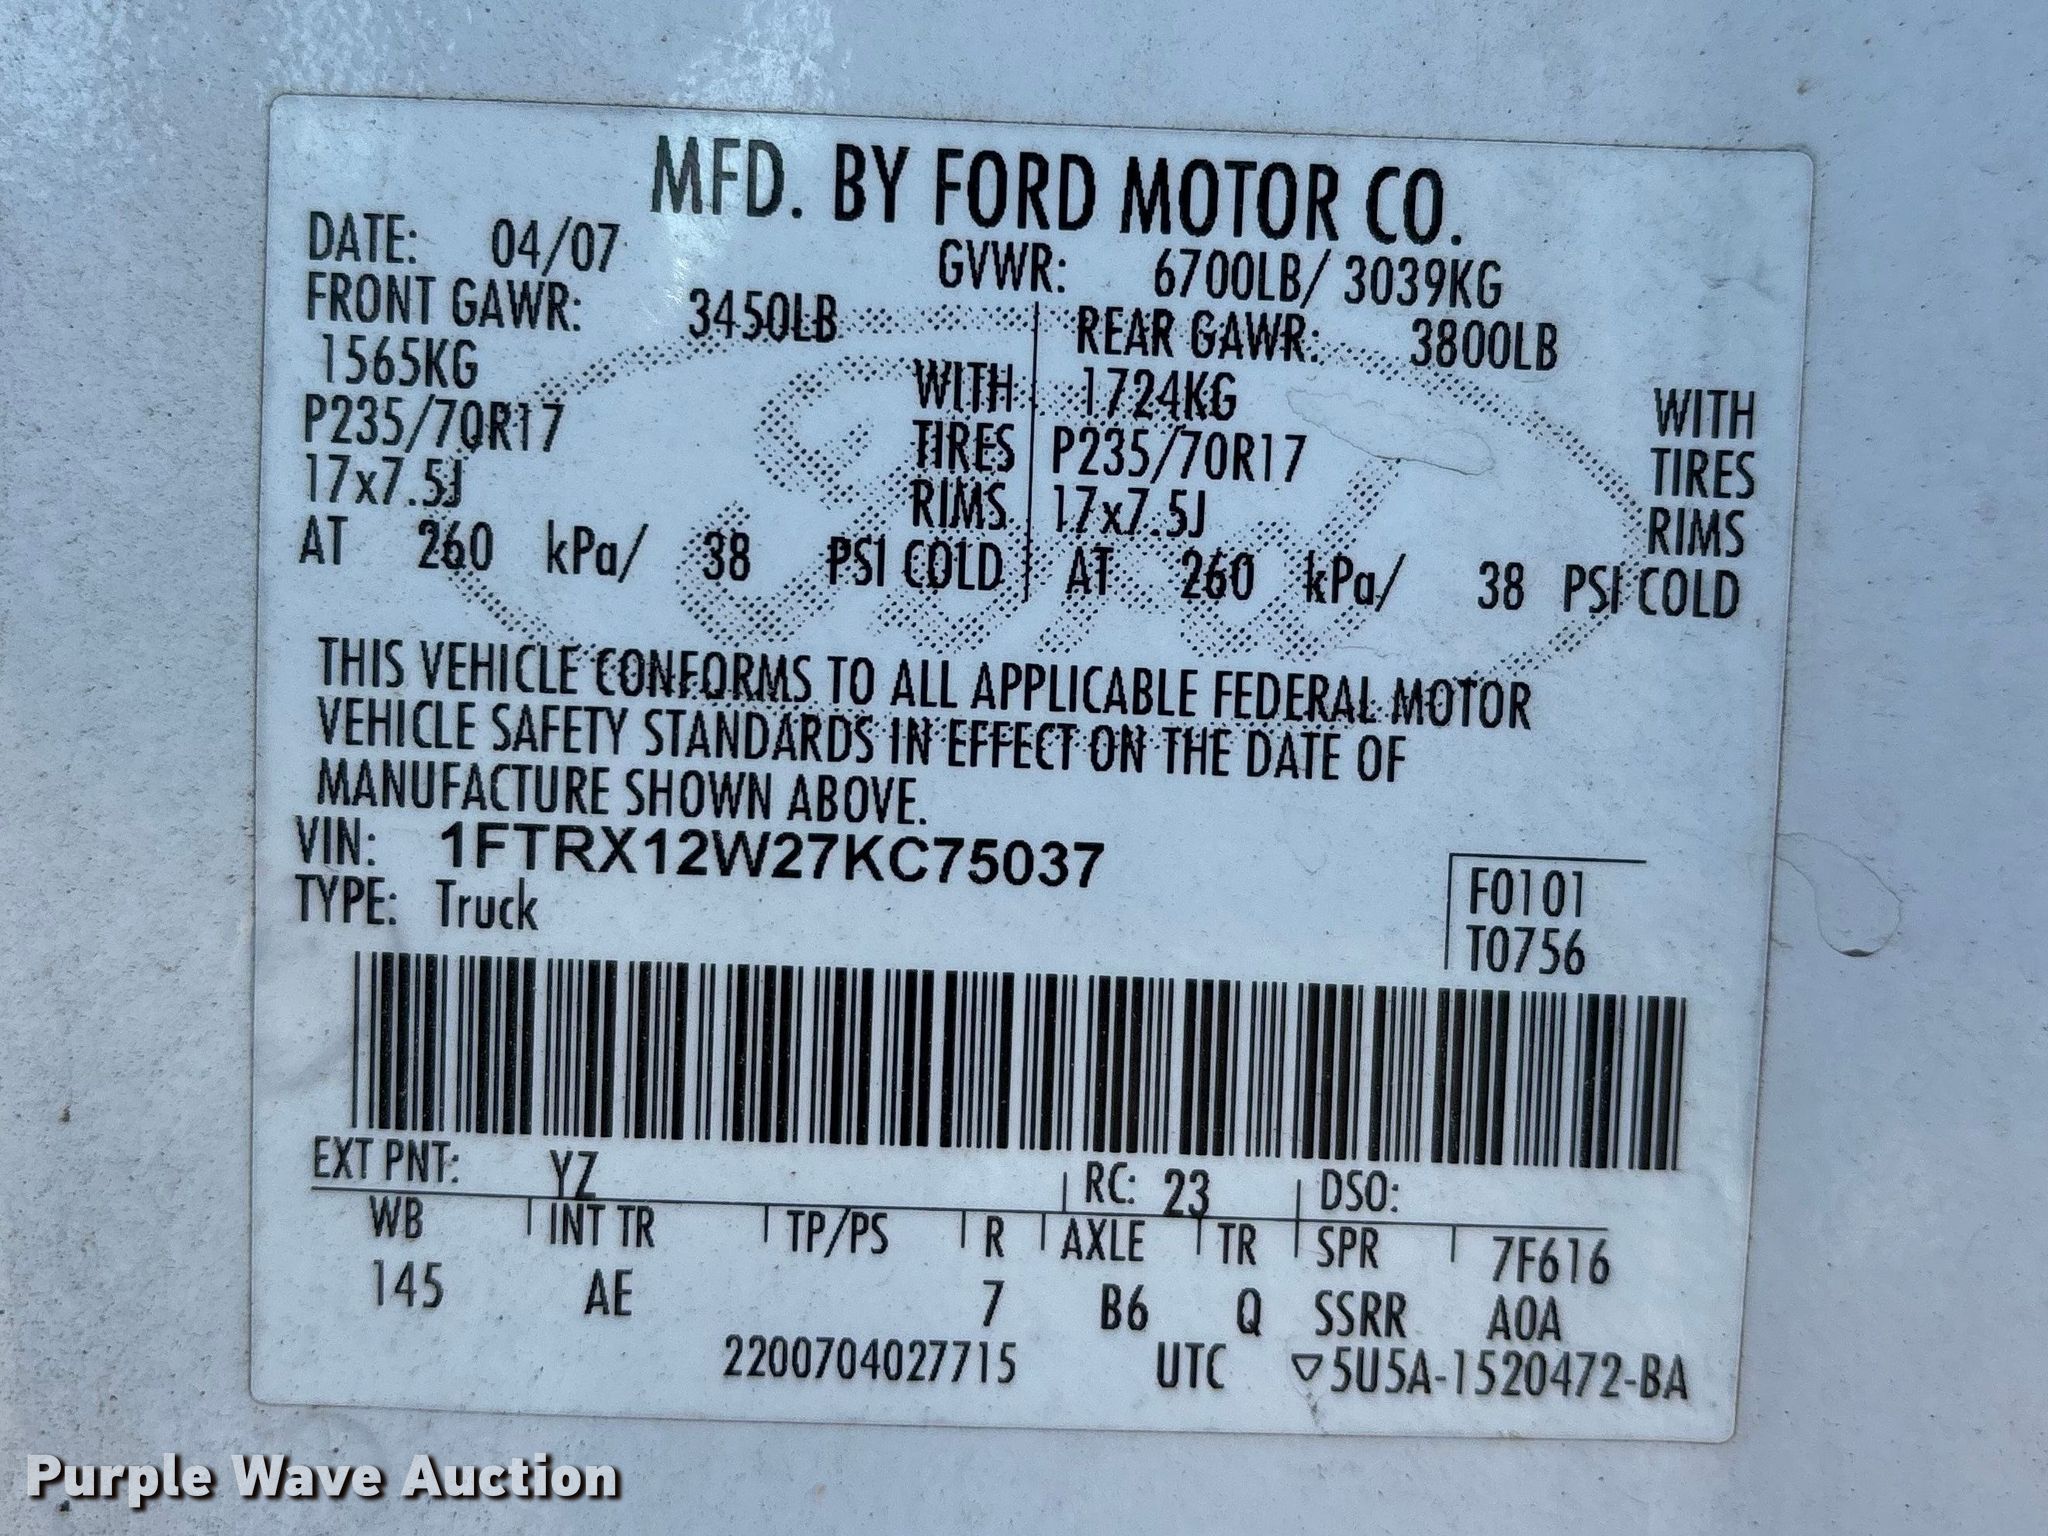 MFD. BY FORD MOTOR CO.
DATE: 04/07 GVWR: 6700LB/ 3039KG
FRONT GAWR: 3450LB REAR GAWR: 3800LB
1565KG WITH 1724KG WITH
P235/70R17 TIRES P235/70R17 TIRES
17x7.5J RIMS 17x7.5J RIMS
AT 260 kPa/ 38 PSI COLD AT 260 kPa/ 38 PSI COLD
THIS VEHICLE CONFORMS TO ALL APPLICABLE FEDERAL MOTOR
VEHICLE SAFETY STANDARDS IN EFFECT ON THE DATE OF
MANUFACTURE SHOWN ABOVE.
VIN: 1FTRX12W27KC75037
TYPE: Truck
F0101
T0756
EXT PNT: YZ RC: 23 DSO:
WB INT TR TP/PS R AXLE TR SPR 7F616
145 AE 7 B6 Q SSRR A0A
2200704027715 UTC ▽5U5A-1520472-BA
Purple Wave Auction